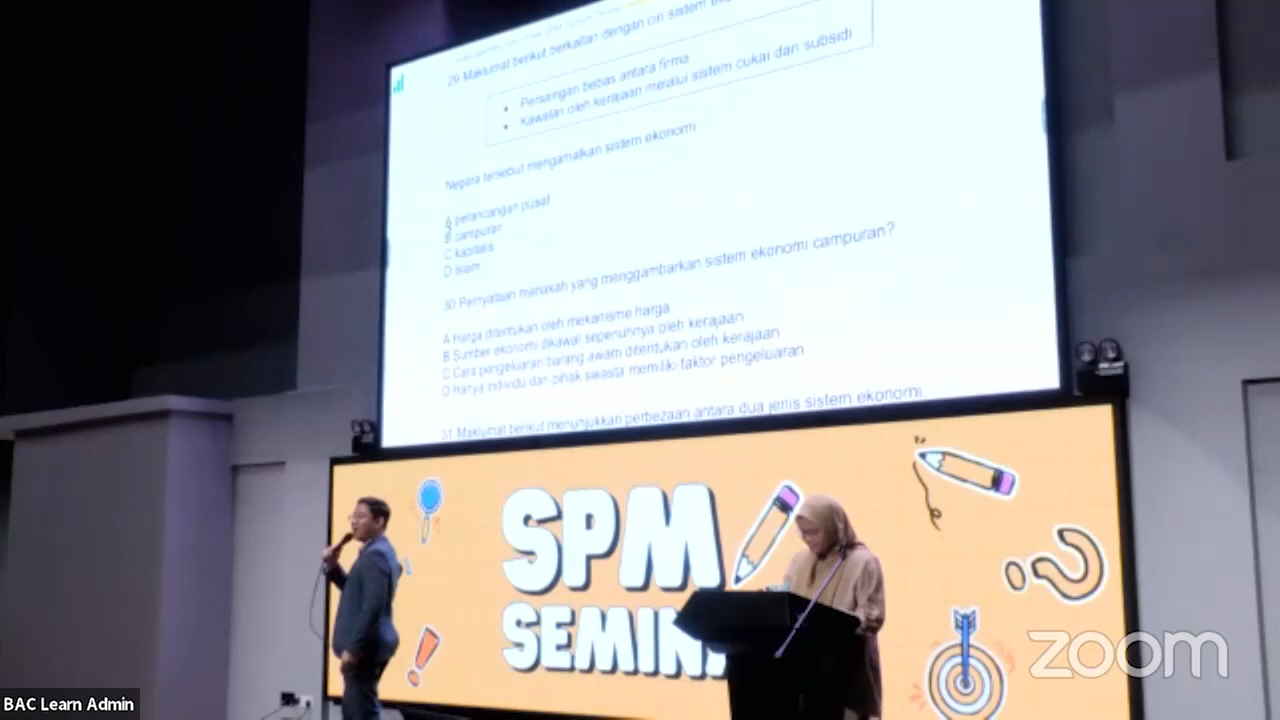 29 Maklumat berikut berkaitan dengan ciri sistem
• Persaingan bebas antara firma
• Kawalan oleh kerajaan melalui sistem cukai dan subsidi
Negara tersebut mengamalkan sistem ekonomi
A perancangan pusat
B campuran
C kapitalis
D Islam
30 Pernyataan manakah yang menggambarkan sistem ekonomi campuran?
A Harga ditentukan oleh mekanisme harga
B Sumber ekonomi dikawal sepenuhnya oleh kerajaan
C Cara pengeluaran barang awam ditentukan oleh kerajaan
D Hanya individu dan pihak swasta memiliki faktor pengeluaran
31 Maklumat berikut menunjukkan perbezaan antara dua jenis sistem ekonomi.
SPM
SEMIN
zoom
BAC Learn Admin